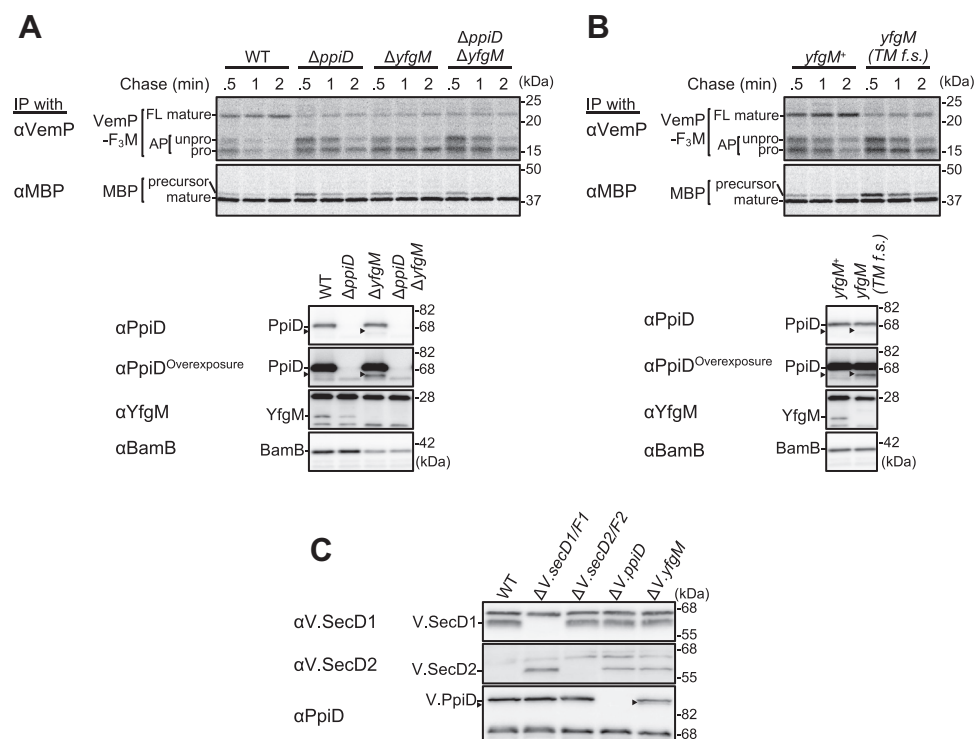 A
WT ΔppiD ΔyfgM ΔppiD ΔyfgM
Chase (min) .5 1 2 .5 1 2 .5 1 2 .5 1 2 (kDa)
IP with
αVemP
VemP -F3M
FL mature
AP unpro
pro
-25
-20
-15
αMBP
MBP precursor
mature
-50
-37
WT ΔppiD ΔyfgM ΔppiD ΔyfgM
αPpiD PpiD -82 -68
αPpiDOverexposure PpiD -82 -68
αYfgM YfgM -28
αBamB BamB -42
(kDa)
B
yfgM+ yfgM (TM f.s.)
Chase (min) .5 1 2 .5 1 2 (kDa)
IP with
αVemP
VemP -F3M
FL mature
AP unpro
pro
-25
-20
-15
αMBP
MBP precursor
mature
-50
-37
yfgM+ yfgM (TM f.s.)
αPpiD PpiD -82 -68
αPpiDOverexposure PpiD -82 -68
αYfgM YfgM -28
αBamB BamB -42
(kDa)
C
WT ΔV.secD1/F1 ΔV.secD2/F2 ΔV.ppiD ΔV.yfgM (kDa)
αV.SecD1 V.SecD1 -68 -55
αV.SecD2 V.SecD2 -68 -55
αPpiD V.PpiD -82 -68